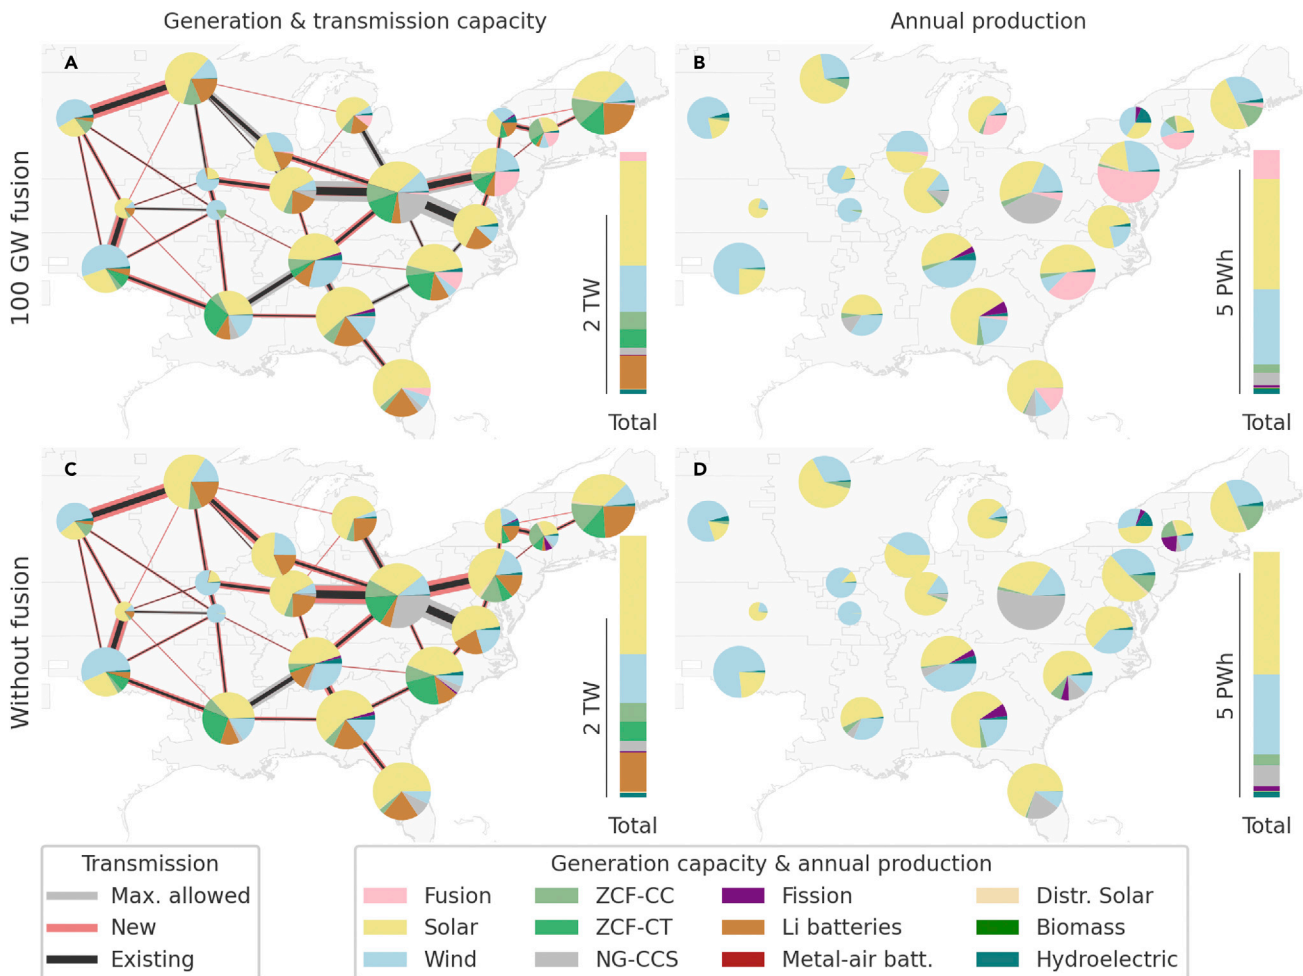 Generation & transmission capacity
Annual production
A
B
100 GW fusion
2 TW
5 PWh
Total
Total
C
D
Without fusion
2 TW
5 PWh
Total
Total
Transmission
Max. allowed
New
Existing
Generation capacity & annual production
Fusion
ZCF-CC
Fission
Distr. Solar
Solar
ZCF-CT
Li batteries
Biomass
Wind
NG-CCS
Metal-air batt.
Hydroelectric